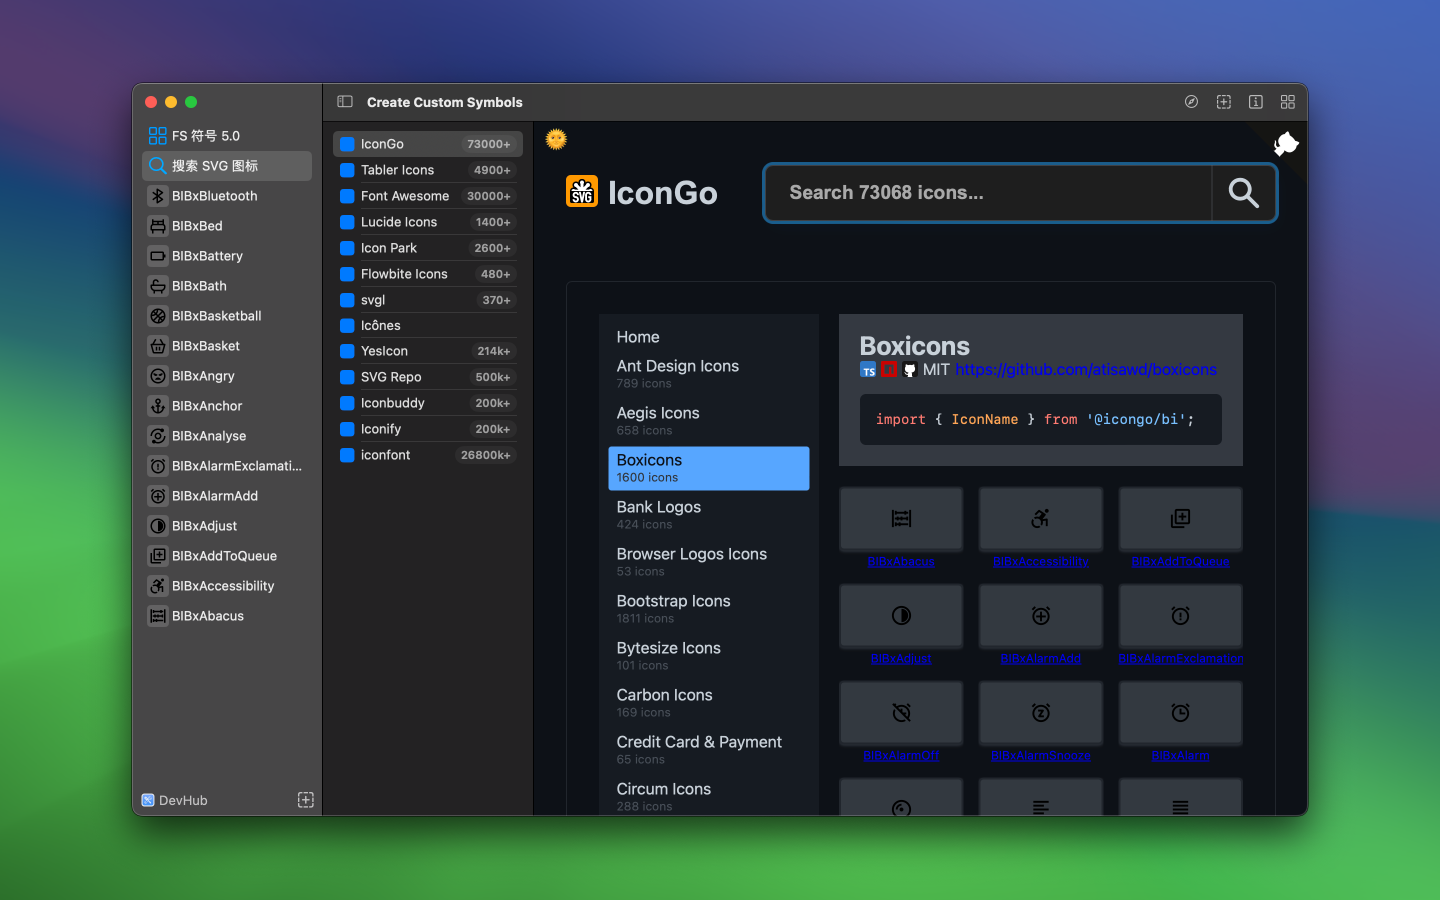 Create Custom Symbols
FS 符号 5.0
搜索 SVG 图标
BIBxBluetooth
BIBxBed
BIBxBattery
BIBxBath
BIBxBasketball
BIBxBasket
BIBxAngry
BIBxAnchor
BIBxAnalyse
BIBxAlarmExclamati...
BIBxAlarmAdd
BIBxAdjust
BIBxAddToQueue
BIBxAccessibility
BIBxAbacus
DevHub
IconGo 73000+
Tabler Icons 4900+
Font Awesome 30000+
Lucide Icons 1400+
Icon Park 2600+
Flowbite Icons 480+
svgl 370+
Icônes
YesIcon 214k+
SVG Repo 500k+
Iconbuddy 200k+
Iconify 200k+
iconfont 26800k+
SVG IconGo
Search 73068 icons...
Home
Ant Design Icons
789 icons
Aegis Icons
658 icons
Boxicons
1600 icons
Bank Logos
424 icons
Browser Logos Icons
53 icons
Bootstrap Icons
1811 icons
Bytesize Icons
101 icons
Carbon Icons
169 icons
Credit Card & Payment
65 icons
Circum Icons
288 icons
Boxicons
TS MIT https://github.com/atisawd/boxicons
import { IconName } from '@icongo/bi';
BIBxAbacus BIBxAccessibility BIBxAddToQueue
BIBxAdjust BIBxAlarmAdd BIBxAlarmExclamation
BIBxAlarmOff BIBxAlarmSnooze BIBxAlarm